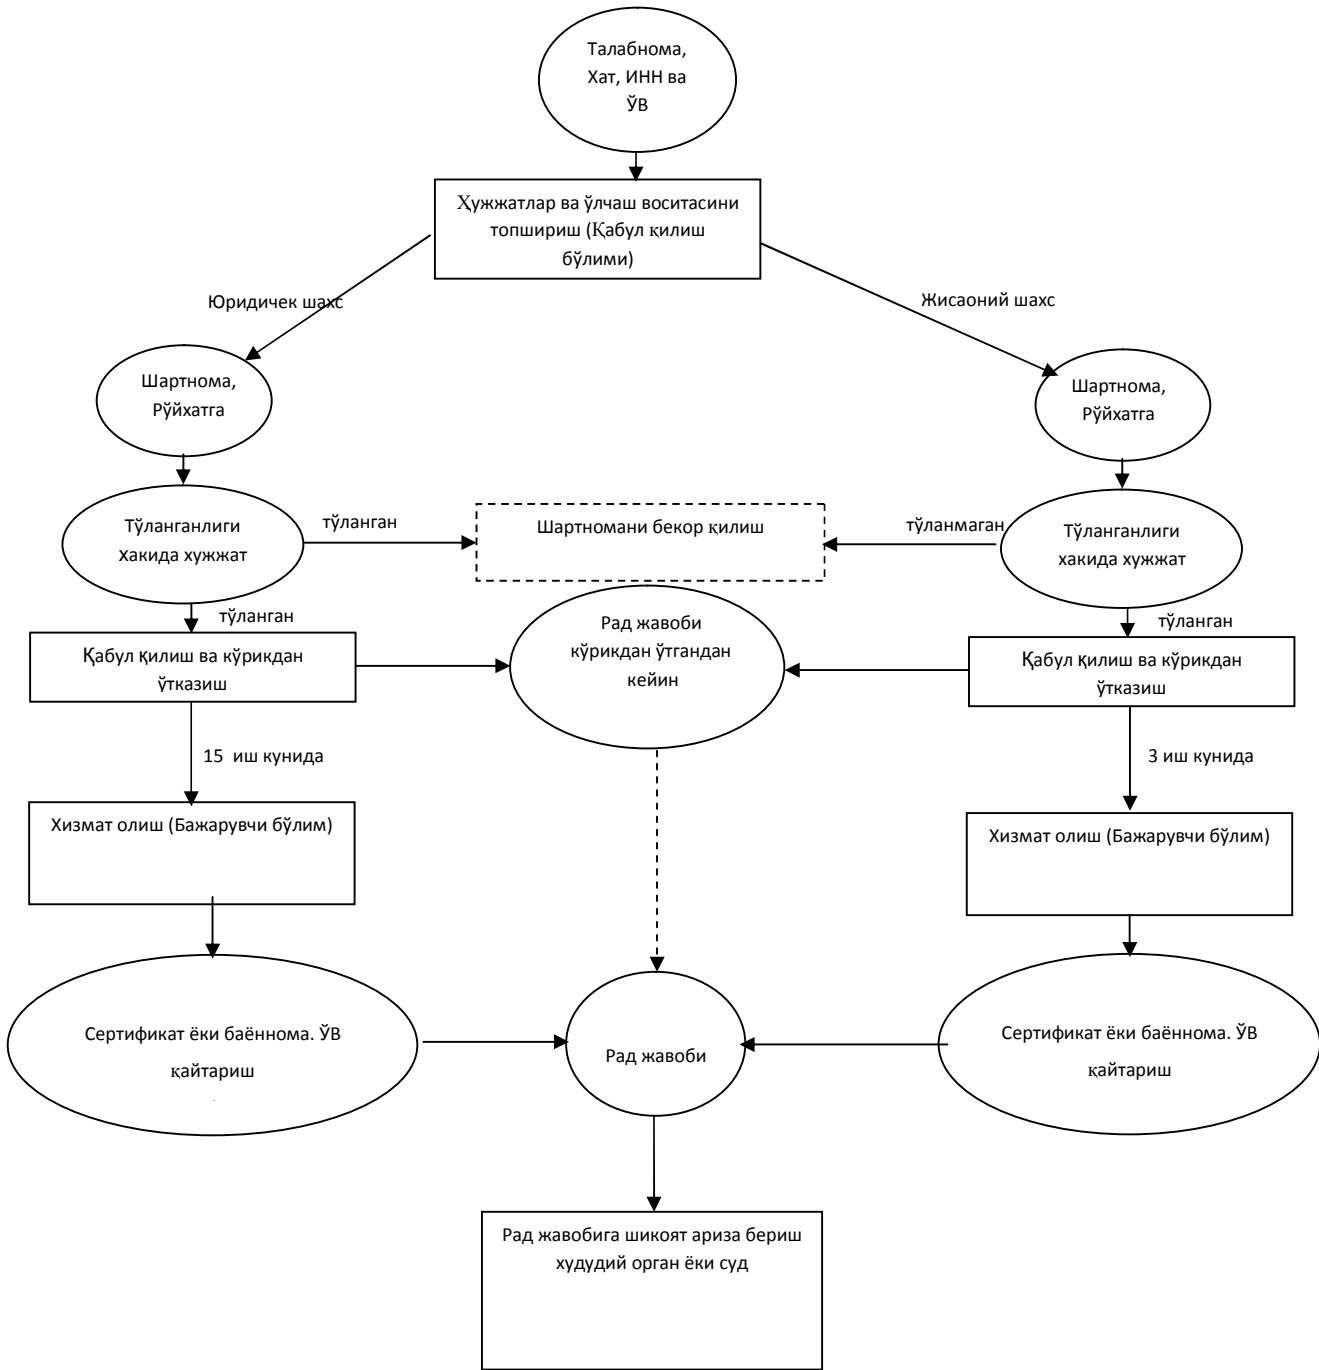 Талабнома,
Хат, ИНН ва
ЎВ
Ҳужжатлар ва ўлчаш воситасини
топшириш (Қабул қилиш
бўлими)
Юридичек шахс
Жисаоний шахс
Шартнома,
Рўйхатга
Шартнома,
Рўйхатга
Тўланганлиги
хакида хужжат
тўланган
Шартномани бекор қилиш
тўланмаган
Тўланганлиги
хакида хужжат
тўланган
Рад жавоби
кўрикдан ўтгандан
кейин
тўланган
Қабул қилиш ва кўрикдан
ўтказиш
Қабул қилиш ва кўрикдан
ўтказиш
15 иш кунида
3 иш кунида
Хизмат олиш (Бажарувчи бўлим)
Хизмат олиш (Бажарувчи бўлим)
Сертификат ёки баённома. ЎВ
қайтариш
Рад жавоби
Сертификат ёки баённома. ЎВ
қайтариш
Рад жавобига шикоят ариза бериш
худудий орган ёки суд